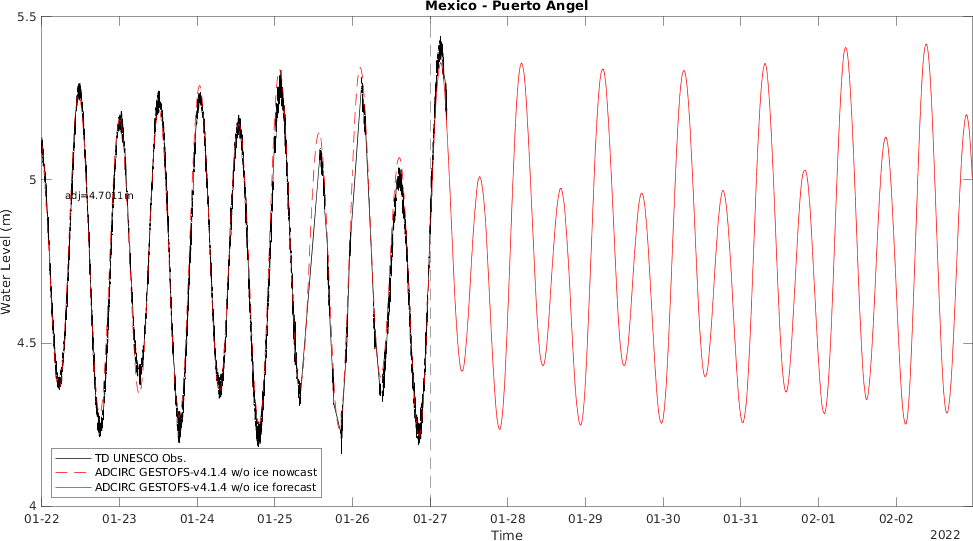 Mexico - Puerto Angel
5.5
5
4.5
4
Water Level (m)
adj=4.7011m
TD UNESCO Obs.
ADCIRC GESTOFS-v4.1.4 w/o ice nowcast
ADCIRC GESTOFS-v4.1.4 w/o ice forecast
01-22 01-23 01-24 01-25 01-26 01-27 01-28 01-29 01-30 01-31 02-01 02-02
Time
2022